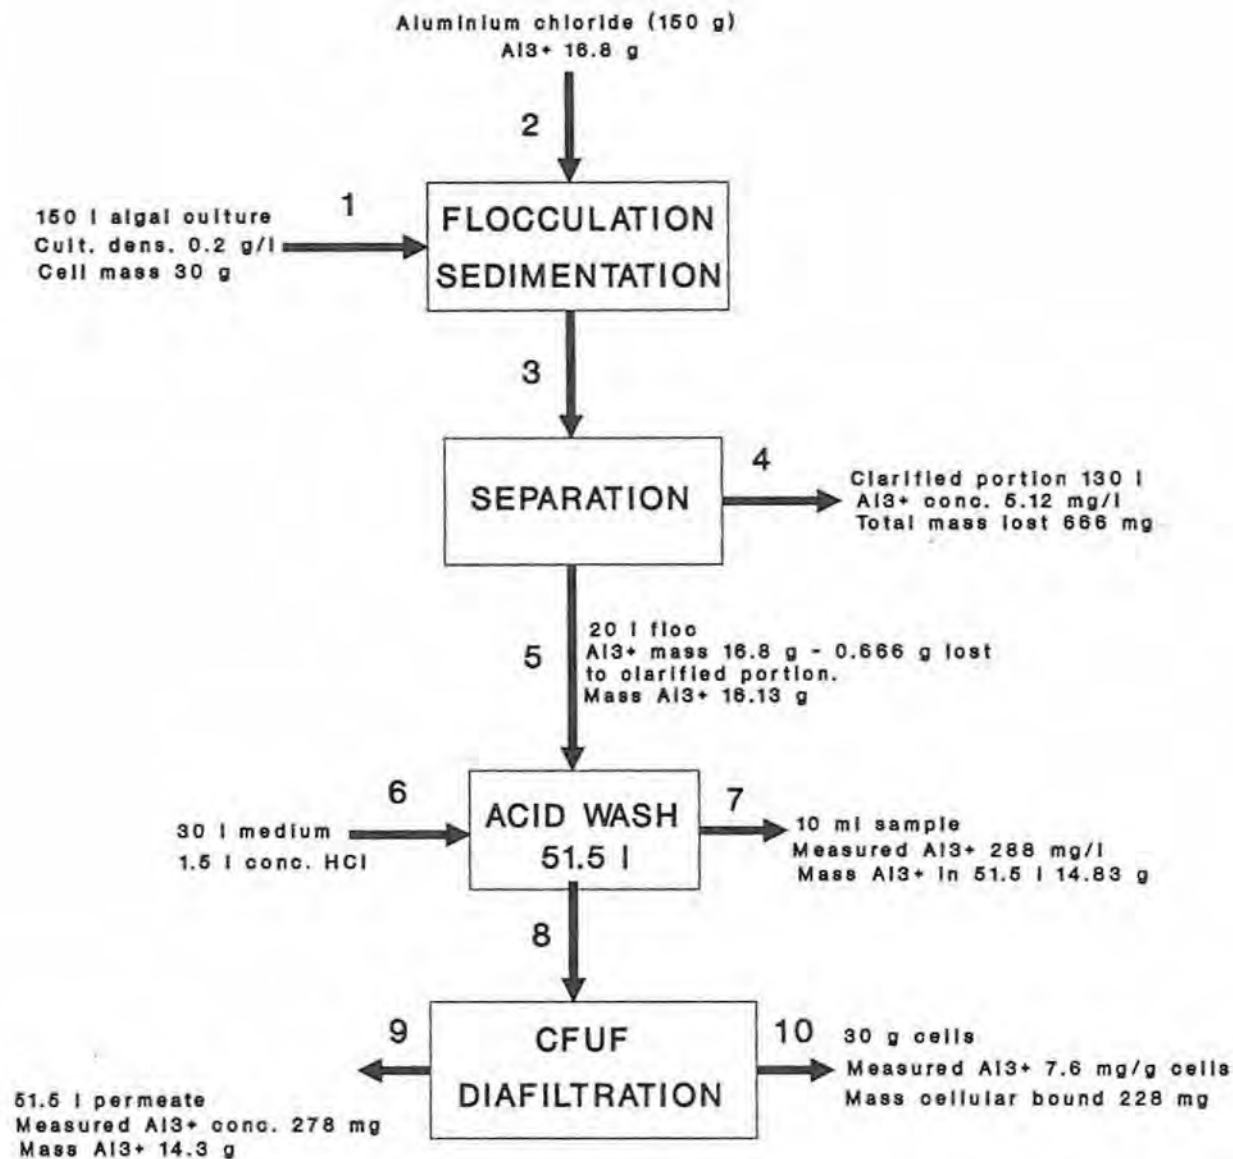 Aluminium chloride (150 g)
Al3+ 16.8 g
2
1
150 l algal culture
Cult. dens. 0.2 g/l
Cell mass 30 g
FLOCCULATION
SEDIMENTATION
3
SEPARATION
4
Clarified portion 130 l
Al3+ conc. 5.12 mg/l
Total mass lost 666 mg
5
20 l floc
Al3+ mass 16.8 g - 0.666 g lost
to clarified portion.
Mass Al3+ 16.13 g
6
30 l medium
1.5 l conc. HCl
ACID WASH
51.5 l
7
10 ml sample
Measured Al3+ 288 mg/l
Mass Al3+ in 51.5 l 14.83 g
8
CFUF
DIAFILTRATION
9
51.5 l permeate
Measured Al3+ conc. 278 mg
Mass Al3+ 14.3 g
10
30 g cells
Measured Al3+ 7.6 mg/g cells
Mass cellular bound 228 mg